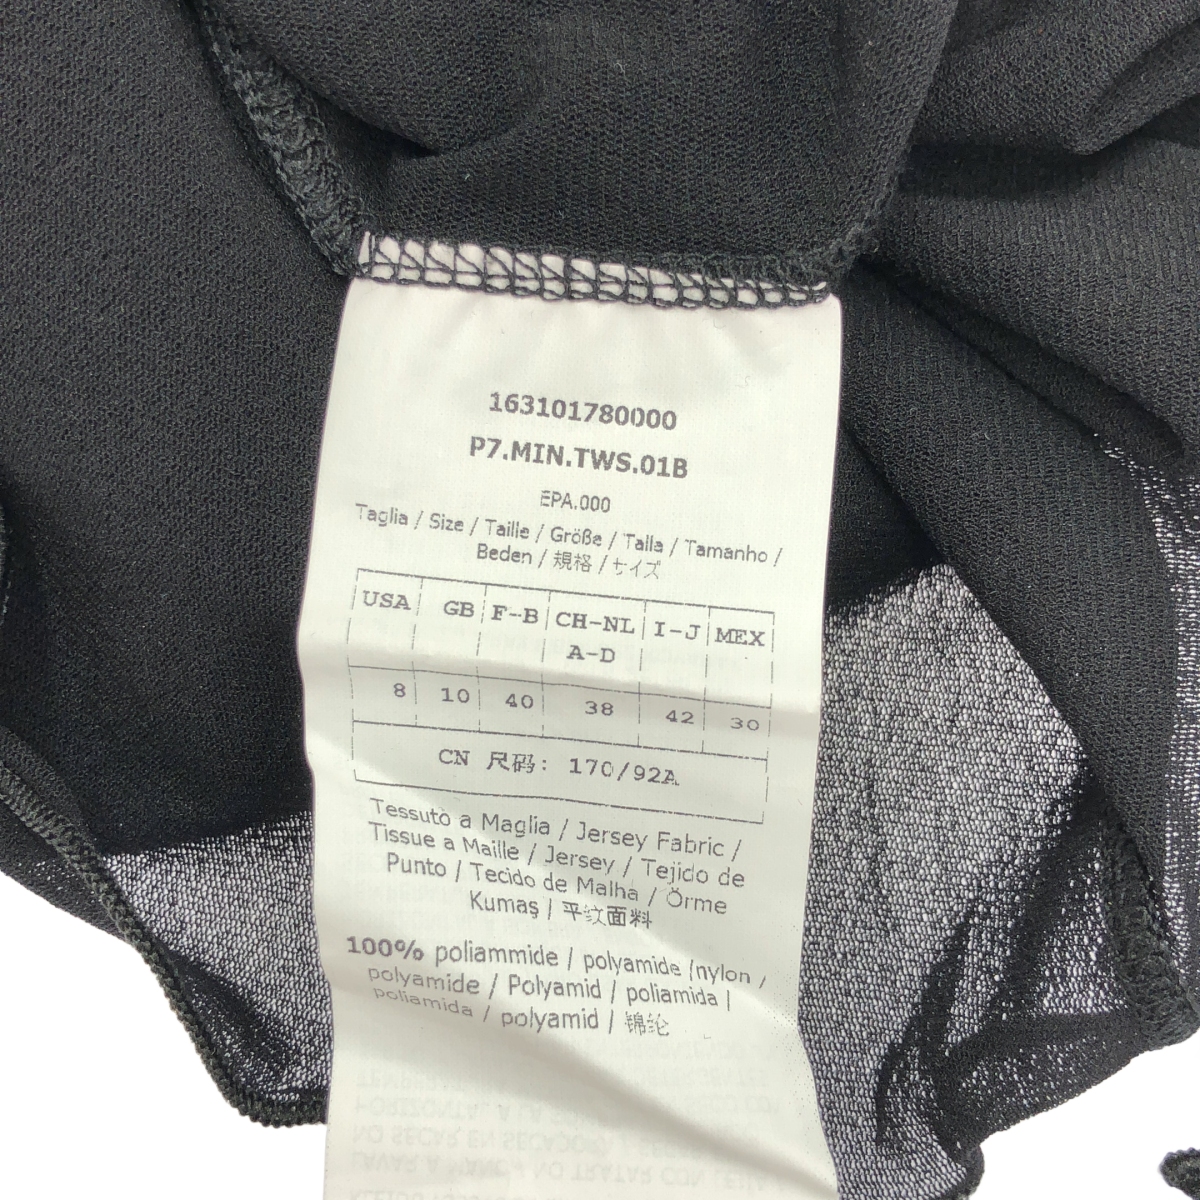 163101780000
P7.MIN.TWS.01B
EPA.000
Taglia / Size / Taille / Größe / Talla / Tamanho /
Beden / 規格 / サイズ
USA GB F-B CH-NL I-J MEX
A-D
8 10 40 38 42 30
CN 尺码: 170/92A
Tessuto a Maglia / Jersey Fabric /
Tissue a Maille / Jersey / Tejido de
Punto / Tecido de Malha / Örme
Kumaş / 平纹面料
100% poliammide / polyamide (nylon /
polyamide / Polyamid / poliamida /
poliamida / polyamid / 锦纶